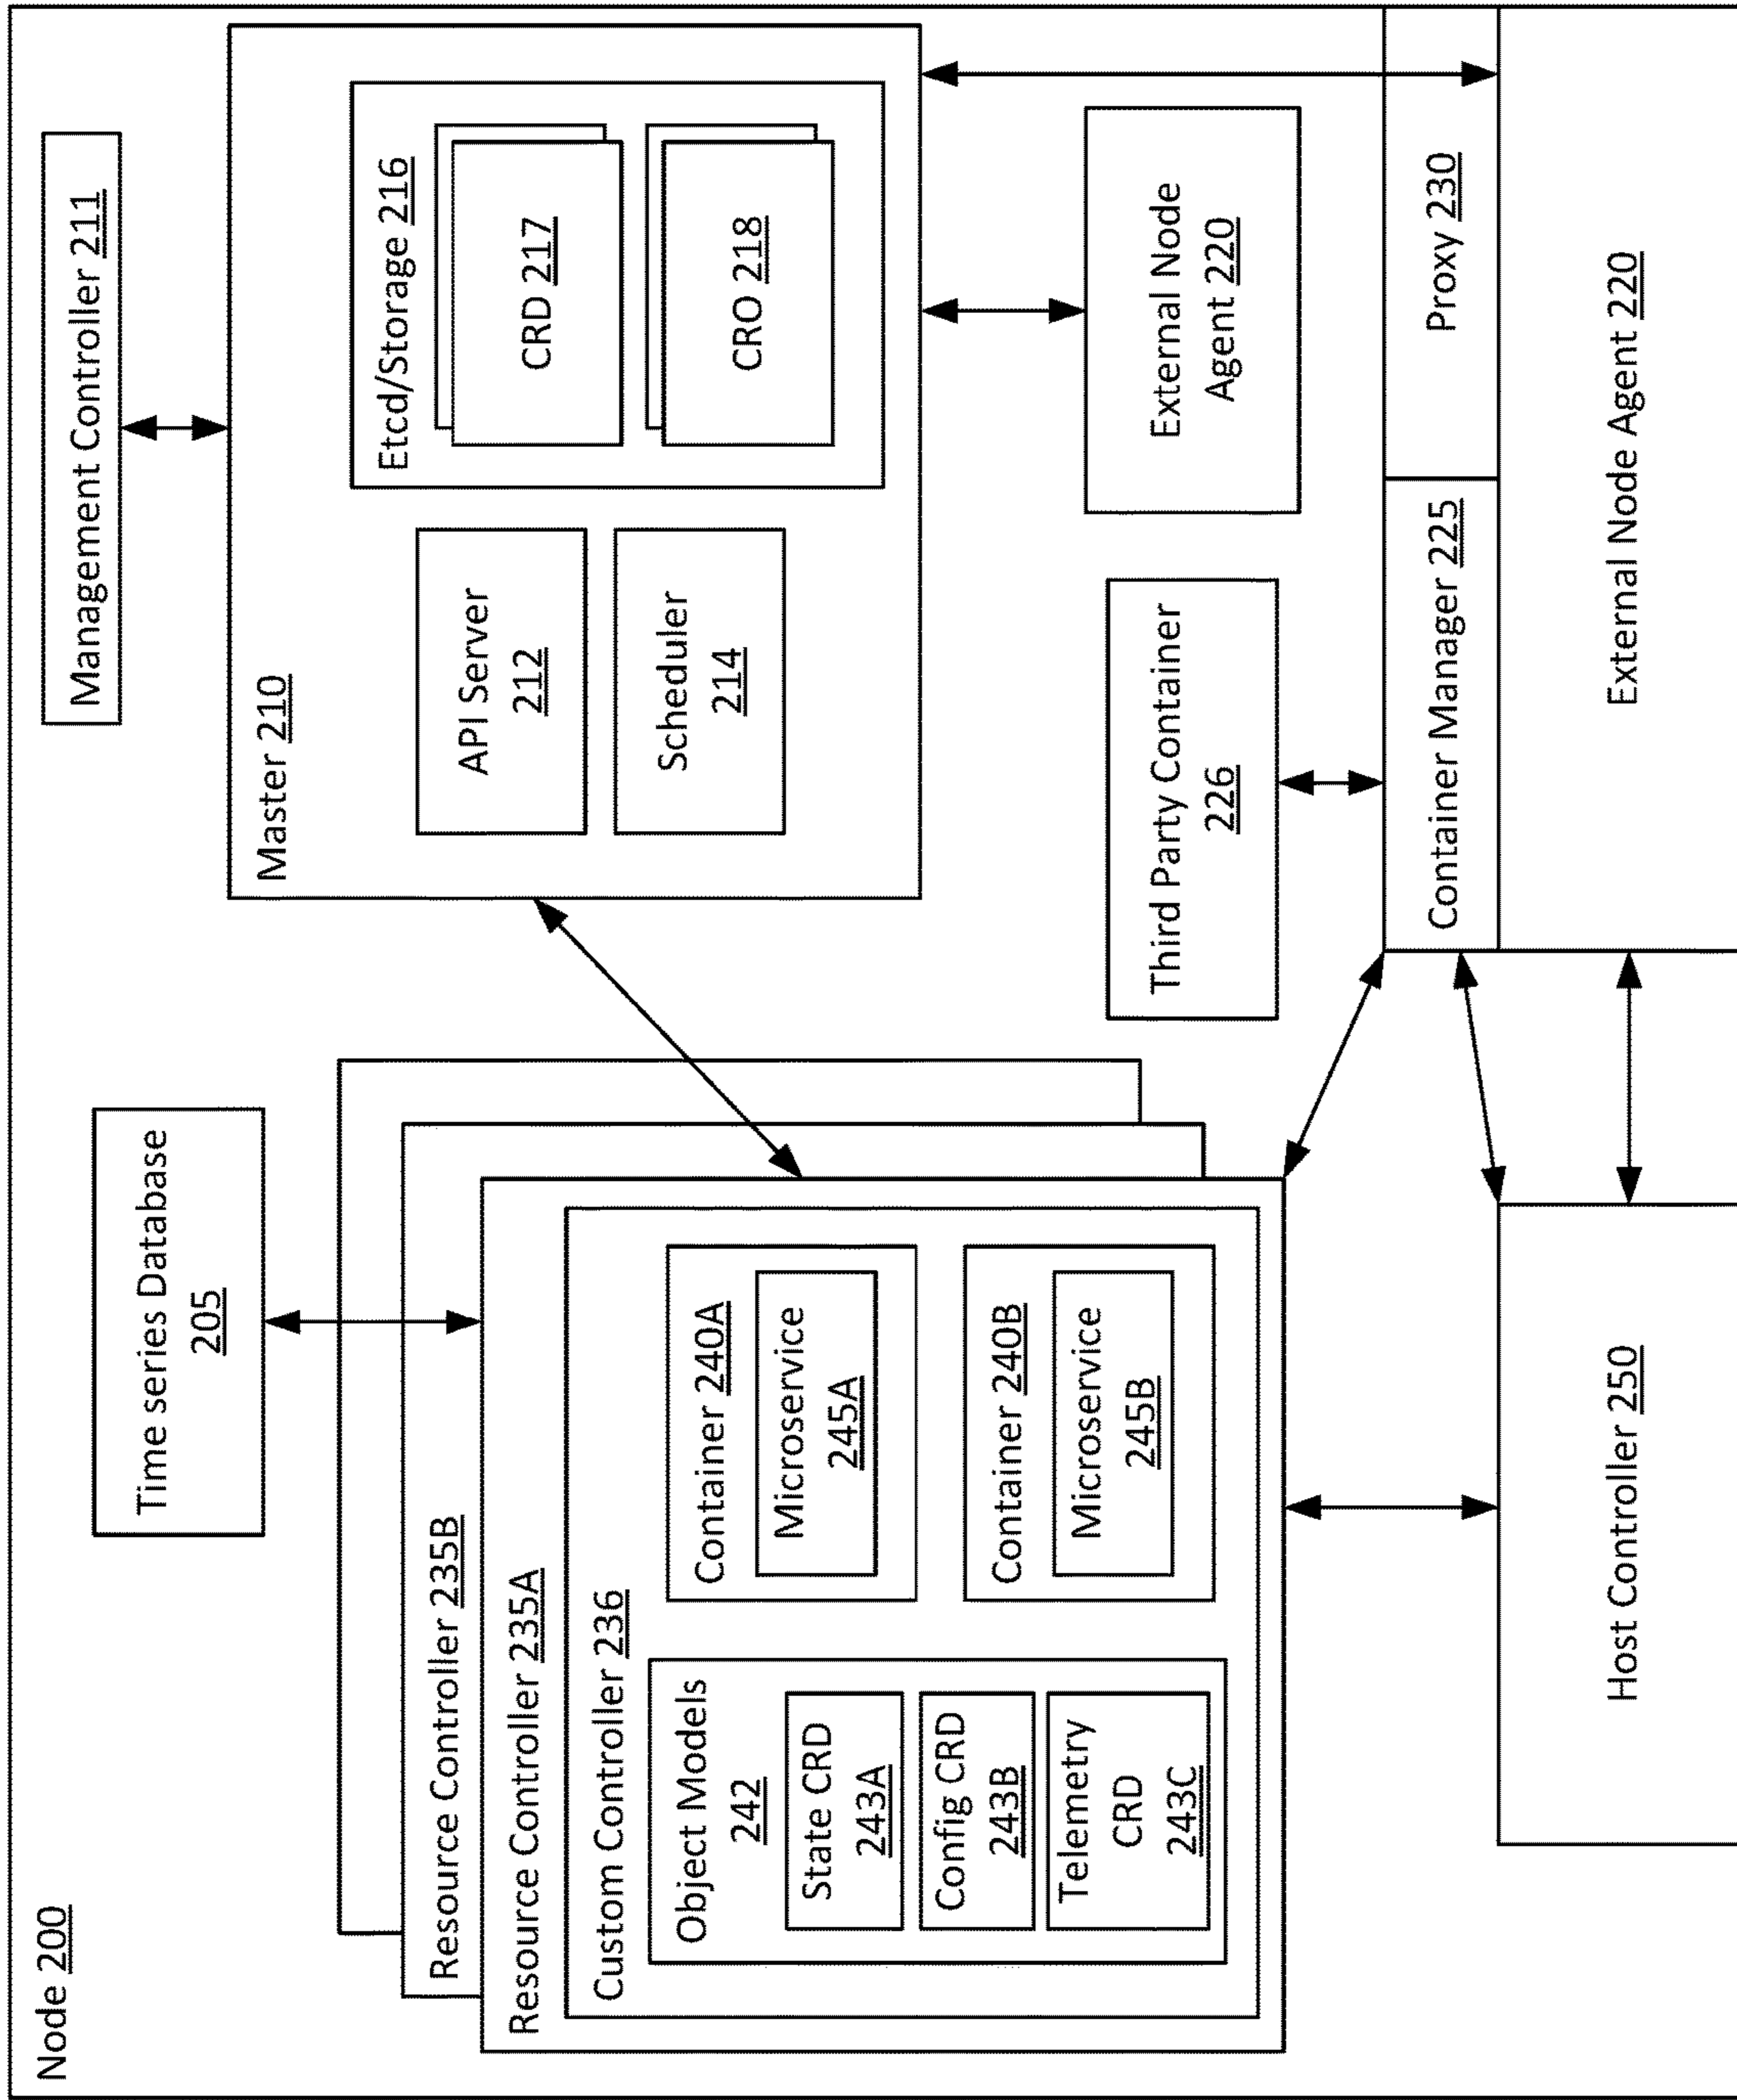 Node 200
Time series Database
205
Management Controller 211
Resource Controller 235B
Resource Controller 235A
Custom Controller 236
Object Models
242
State CRD
243A
Config CRD
243B
Telemetry
CRD
243C
Container 240A
Microservice
245A
Container 240B
Microservice
245B
Master 210
API Server
212
Scheduler
214
Etcd/Storage 216
CRD 217
CRO 218
Third Party Container
226
External Node
Agent 220
Container Manager 225
Proxy 230
Host Controller 250
External Node Agent 220